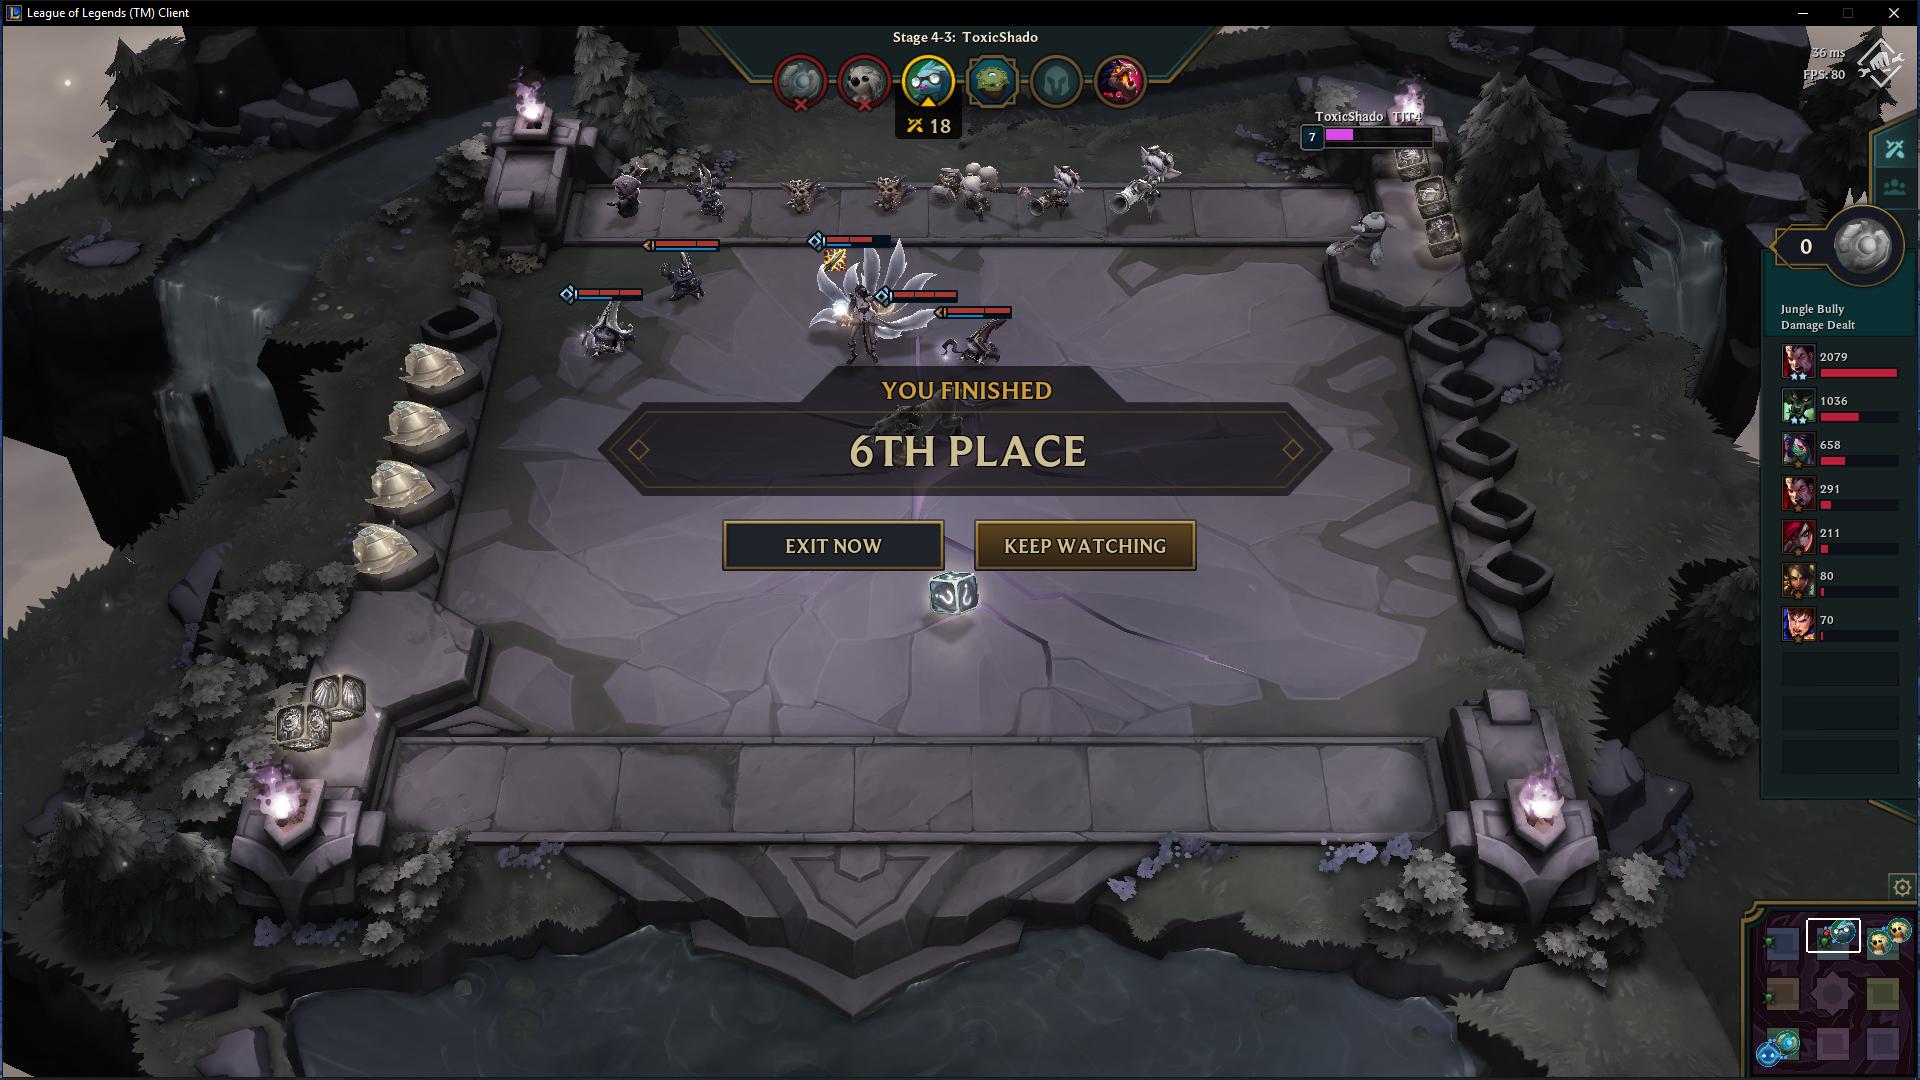 League of Legends (TM) Client
Stage 4-3: ToxicShado
36 ms
FPS: 80
18
ToxicShado TJT4
7
0
Jungle Bully
Damage Dealt
2079
1036
658
291
211
80
70
YOU FINISHED
6TH PLACE
EXIT NOW
KEEP WATCHING